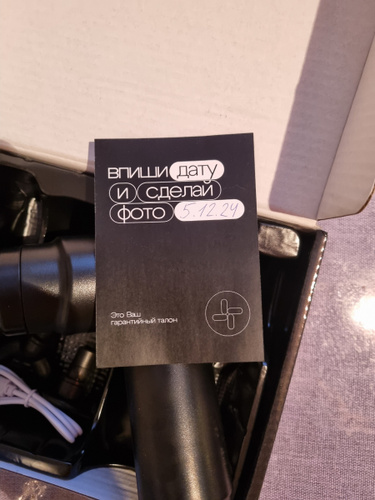 впиши дату
и сделай
фото 5.12.24
Это Ваш
гарантийный талон